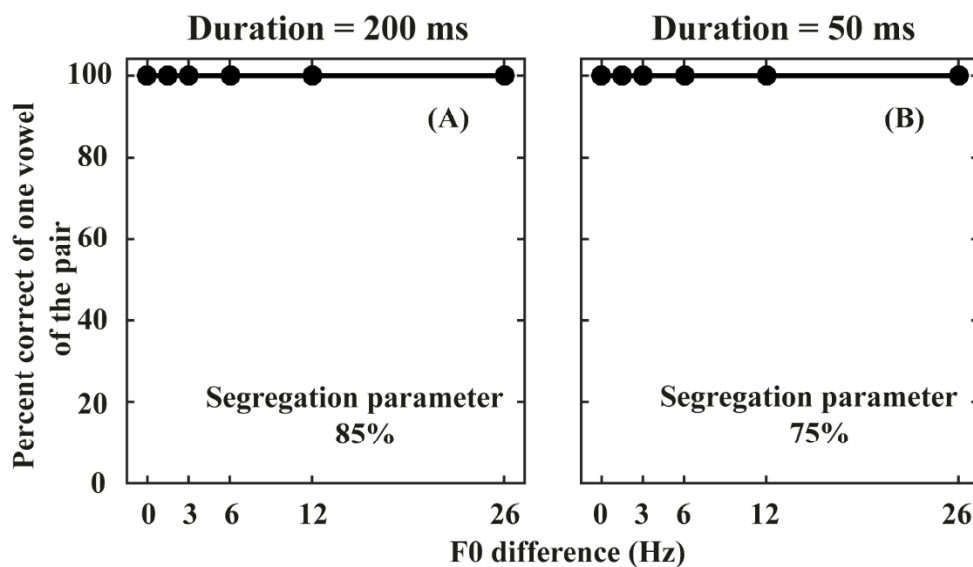 Duration = 200 ms
Duration = 50 ms
Percent correct of one vowel
of the pair
100
80
60
40
20
0
(A)
Segregation parameter
85%
0 3 6 12 26
(B)
Segregation parameter
75%
0 3 6 12 26
F0 difference (Hz)